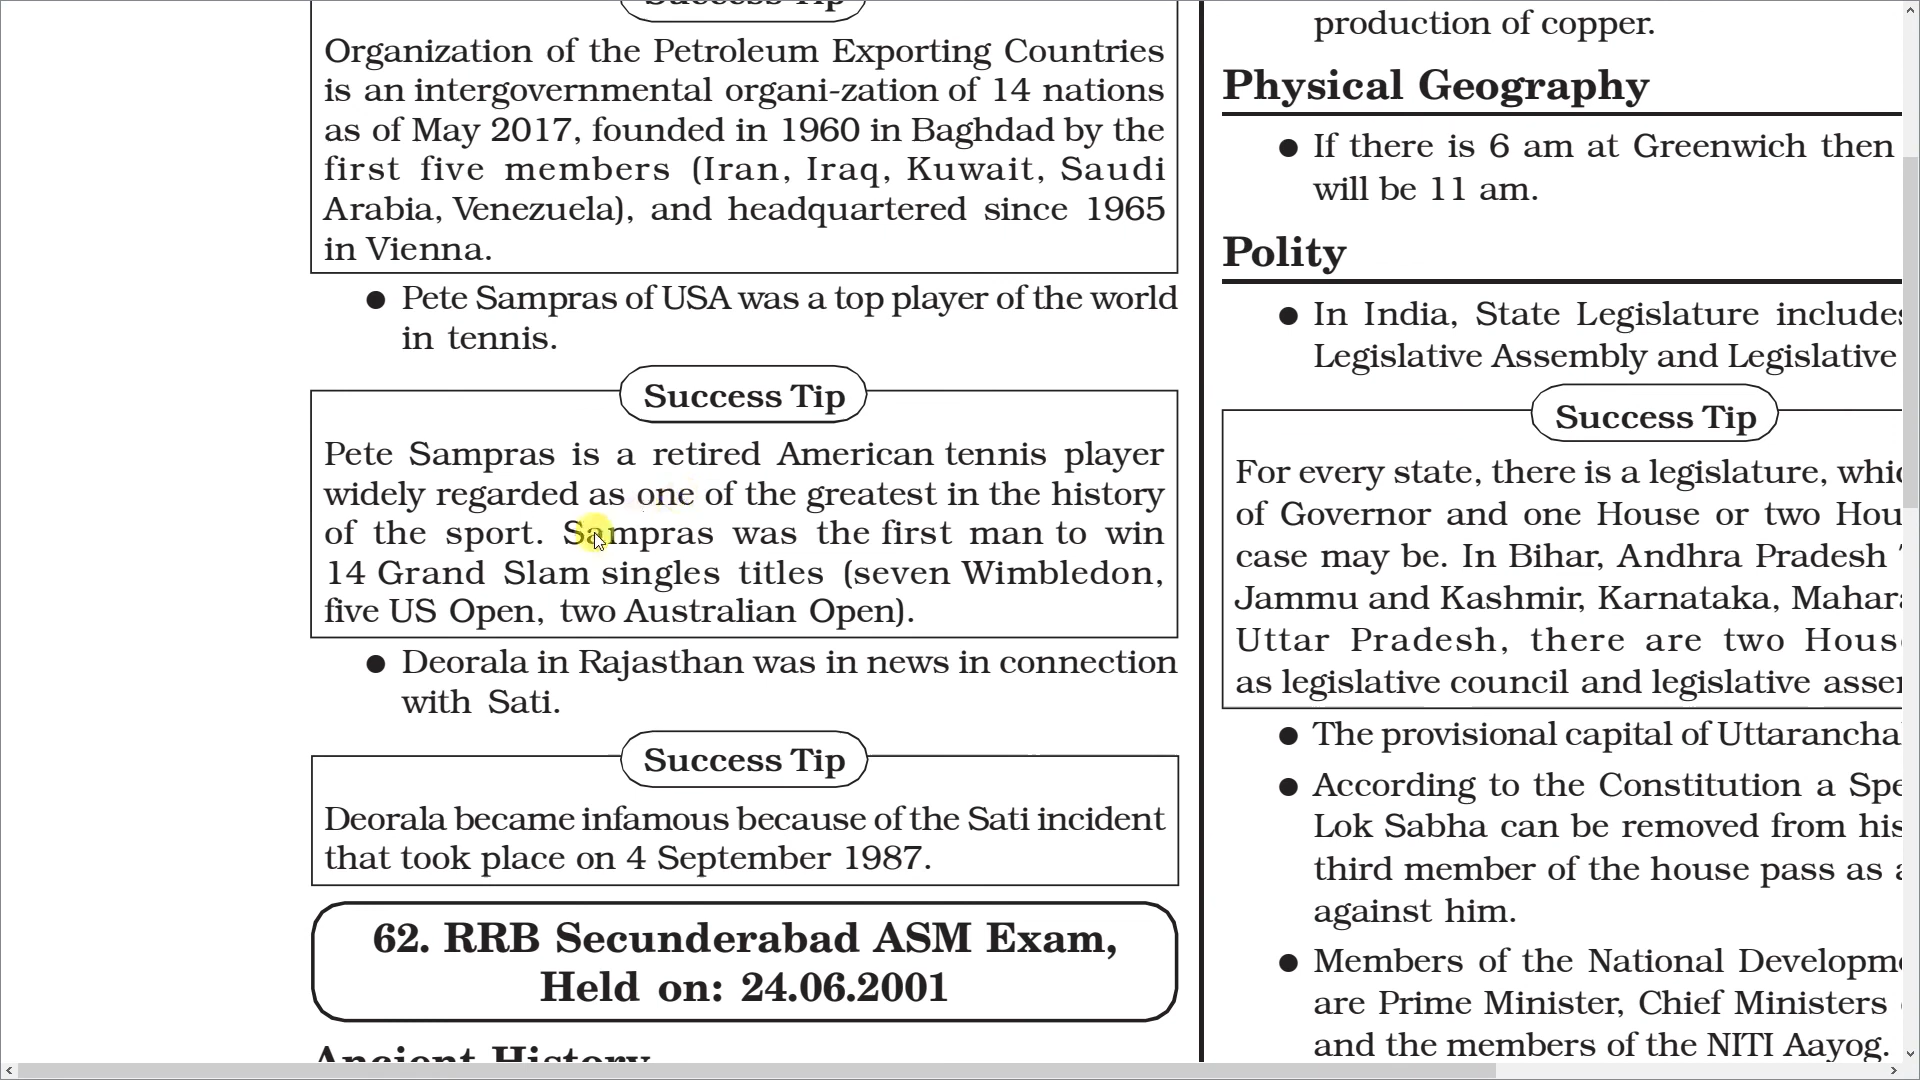 Success Tip
Organization of the Petroleum Exporting Countries
is an intergovernmental organi-zation of 14 nations
as of May 2017, founded in 1960 in Baghdad by the
first five members (Iran, Iraq, Kuwait, Saudi
Arabia, Venezuela), and headquartered since 1965
in Vienna.
● Pete Sampras of USA was a top player of the world
in tennis.
Success Tip
Pete Sampras is a retired American tennis player
widely regarded as one of the greatest in the history
of the sport. Sampras was the first man to win
14 Grand Slam singles titles (seven Wimbledon,
five US Open, two Australian Open).
● Deorala in Rajasthan was in news in connection
with Sati.
Success Tip
Deorala became infamous because of the Sati incident
that took place on 4 September 1987.
62. RRB Secunderabad ASM Exam,
Held on: 24.06.2001
Ancient History
production of copper.
Physical Geography
● If there is 6 am at Greenwich then
will be 11 am.
Polity
● In India, State Legislature includes
Legislative Assembly and Legislative
Success Tip
For every state, there is a legislature,
of Governor and one House or two
case may be. In Bihar, Andhra Pradesh
Jammu and Kashmir, Karnataka,
Uttar Pradesh, there are two
as legislative council and legislative
● The provisional capital of
● According to the Constitution a
Lok Sabha can be removed from his
third member of the house pass as
against him.
● Members of the National
are Prime Minister, Chief Ministers
and the members of the NITI Aayog.